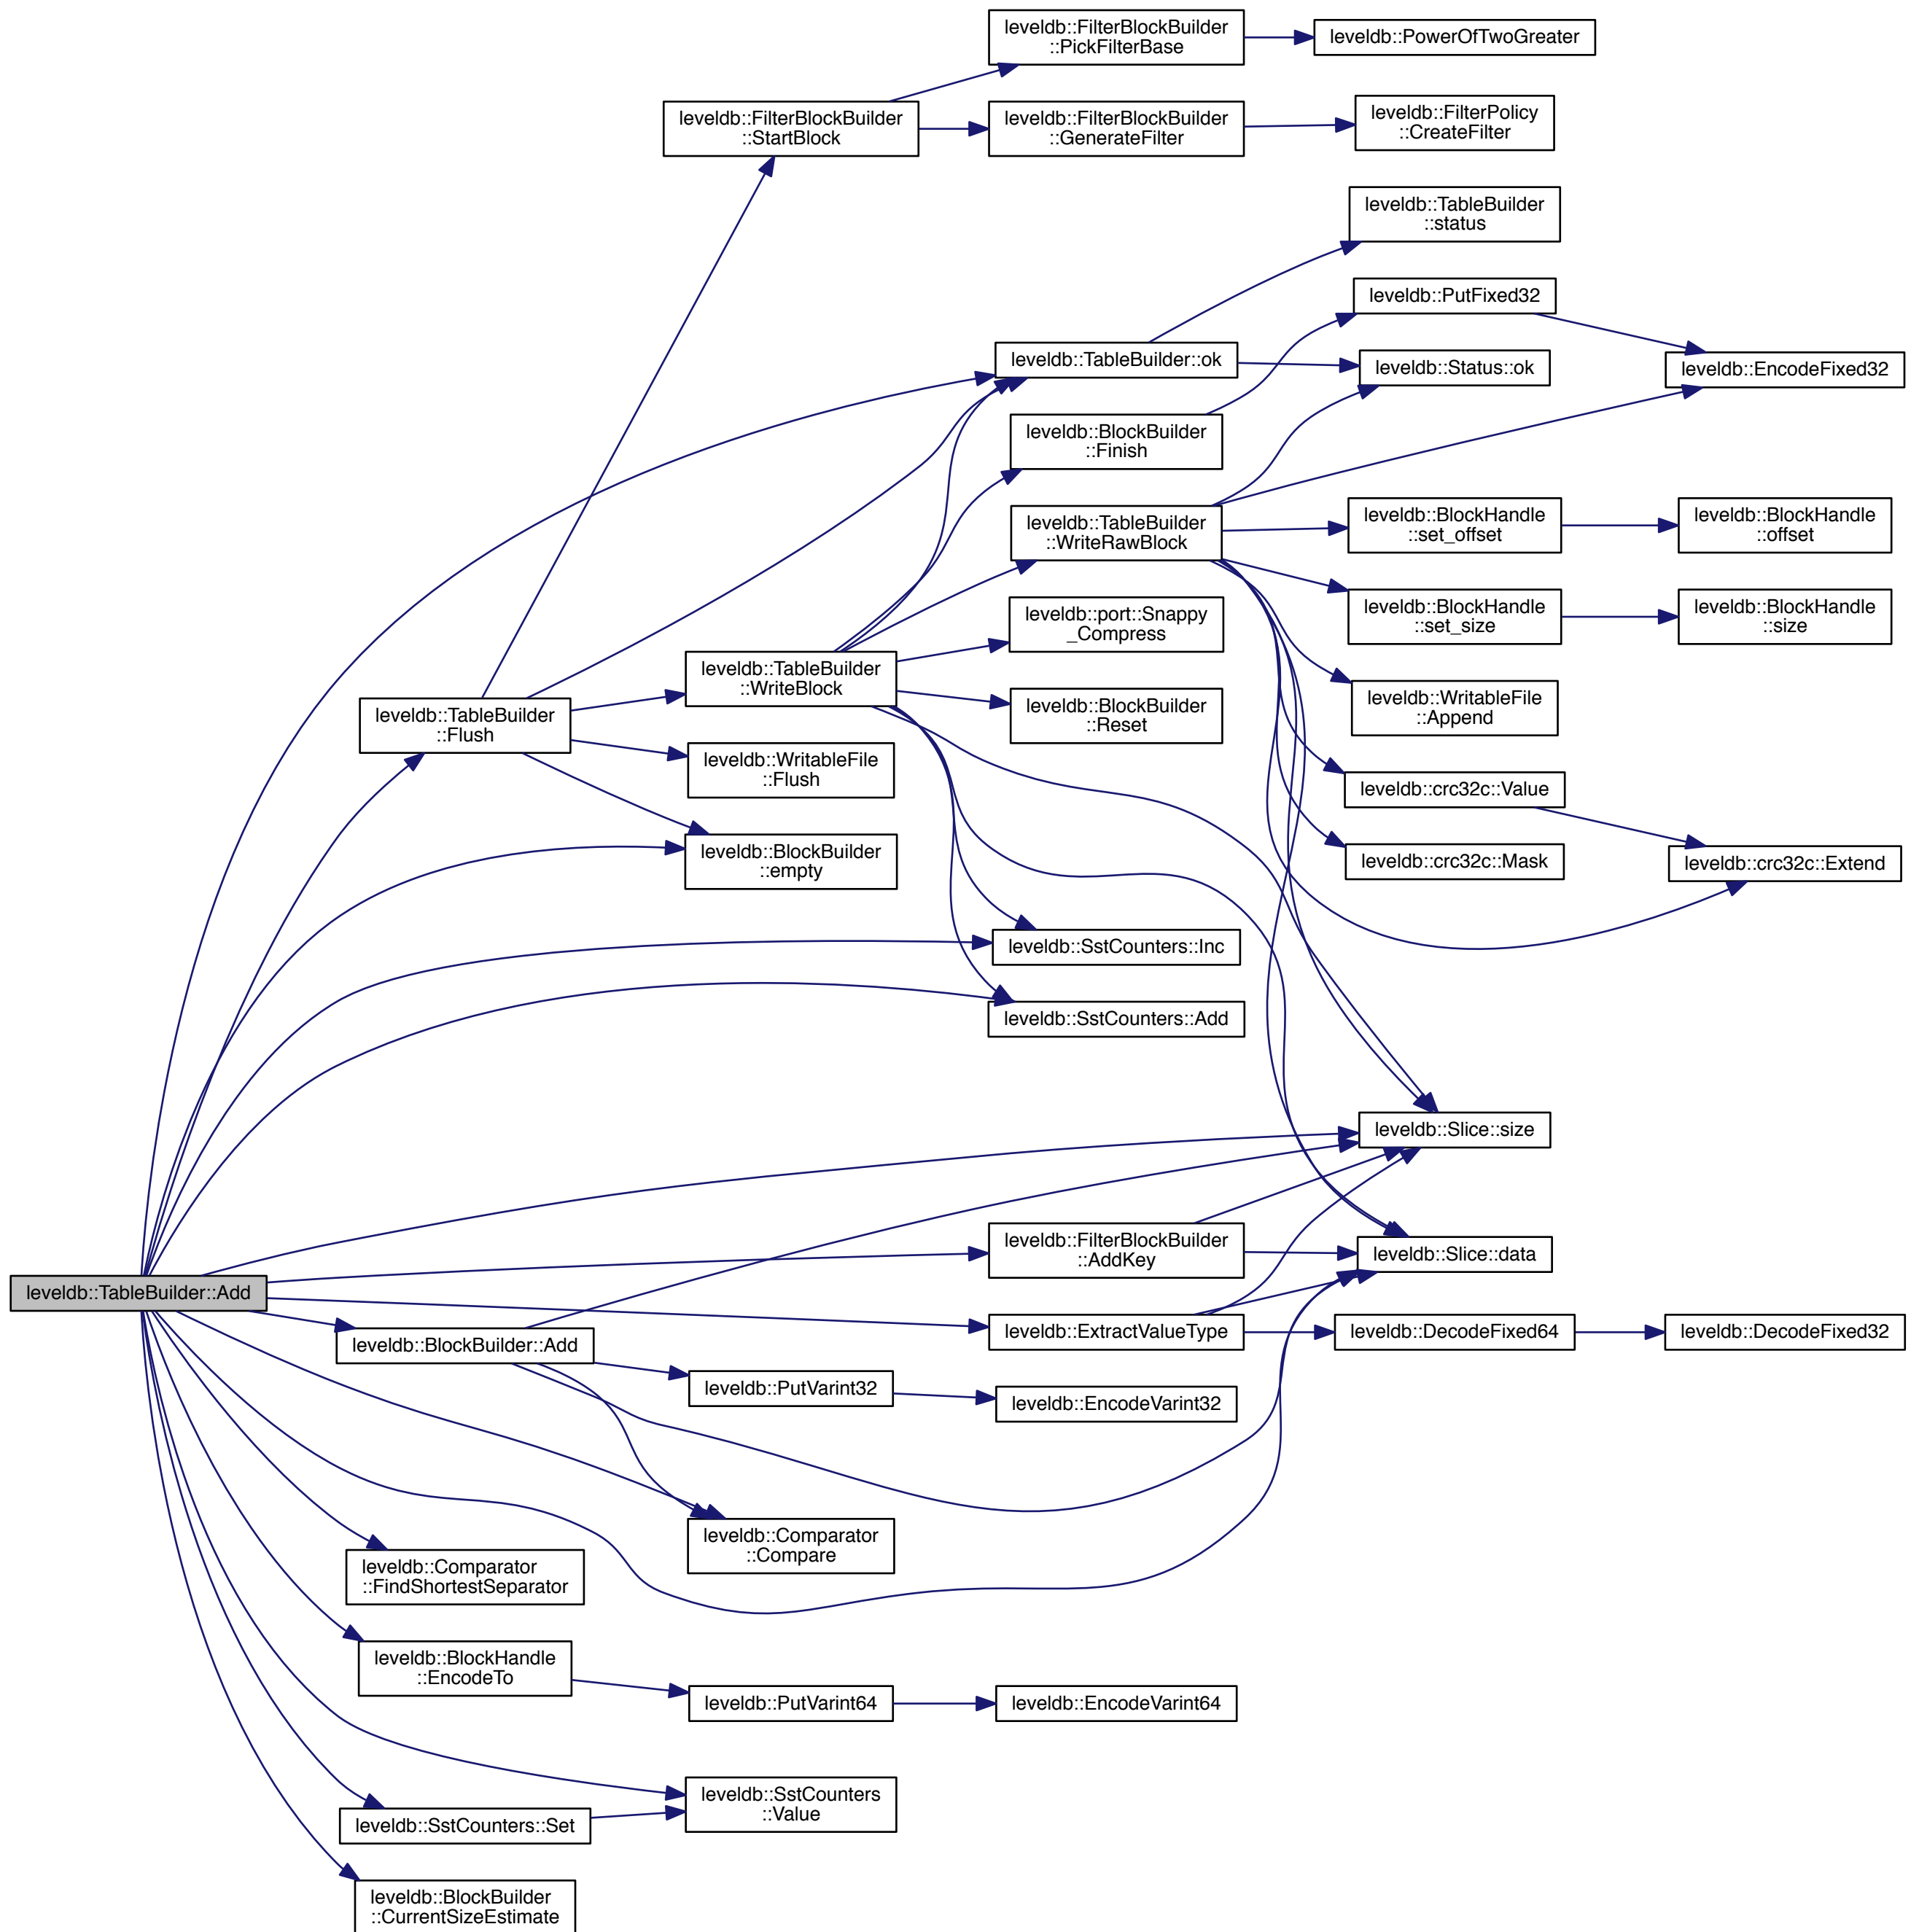 leveldb::FilterBlockBuilder
::PickFilterBase
leveldb::PowerOfTwoGreater
leveldb::FilterBlockBuilder
::StartBlock
leveldb::FilterBlockBuilder
::GenerateFilter
leveldb::FilterPolicy
::CreateFilter
leveldb::TableBuilder
::status
leveldb::PutFixed32
leveldb::TableBuilder::ok
leveldb::Status::ok
leveldb::EncodeFixed32
leveldb::BlockBuilder
::Finish
leveldb::TableBuilder
::WriteRawBlock
leveldb::BlockHandle
::set_offset
leveldb::BlockHandle
::offset
leveldb::port::Snappy
_Compress
leveldb::BlockHandle
::set_size
leveldb::BlockHandle
::size
leveldb::TableBuilder
::WriteBlock
leveldb::BlockBuilder
::Reset
leveldb::WritableFile
::Append
leveldb::TableBuilder
::Flush
leveldb::WritableFile
::Flush
leveldb::crc32c::Value
leveldb::BlockBuilder
::empty
leveldb::crc32c::Mask
leveldb::crc32c::Extend
leveldb::SstCounters::Inc
leveldb::SstCounters::Add
leveldb::Slice::size
leveldb::FilterBlockBuilder
::AddKey
leveldb::Slice::data
leveldb::TableBuilder::Add
leveldb::BlockBuilder::Add
leveldb::ExtractValueType
leveldb::DecodeFixed64
leveldb::DecodeFixed32
leveldb::PutVarint32
leveldb::EncodeVarint32
leveldb::Comparator
::Compare
leveldb::Comparator
::FindShortestSeparator
leveldb::BlockHandle
::EncodeTo
leveldb::PutVarint64
leveldb::EncodeVarint64
leveldb::SstCounters
::Value
leveldb::SstCounters::Set
leveldb::BlockBuilder
::CurrentSizeEstimate